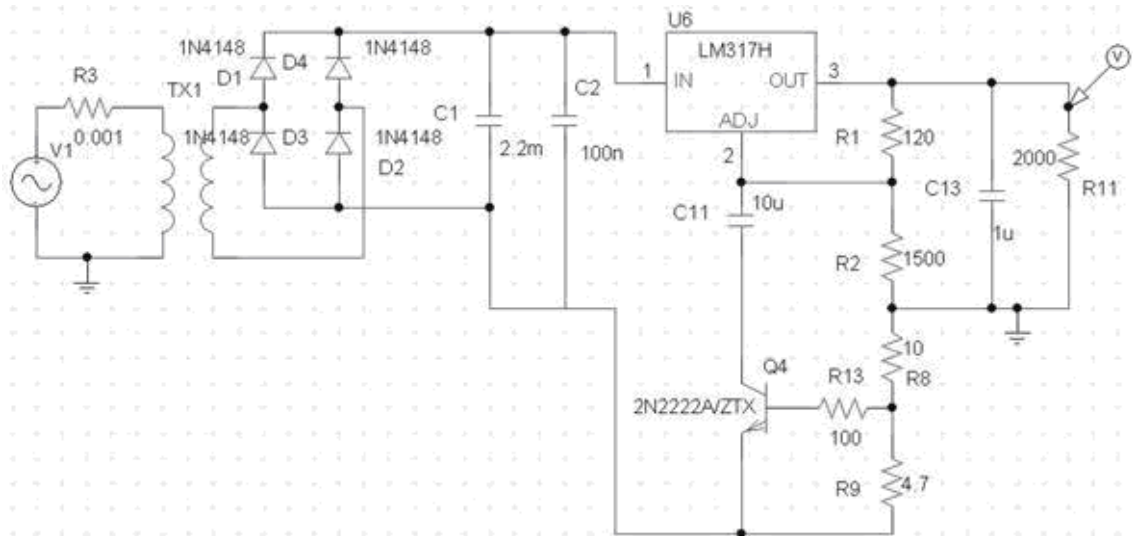 U6
1N4148
1N4148
LM317H
D4
V
R3
D1
1
IN
OUT
3
TX1
C2
C1
ADJ
R1
120
0.001
1N4148
D3
1N4148
2.2m
100n
2
2000
V1
D2
C13
R11
C11
10u
1u
R2
1500
10
Q4
R13
R8
2N2222A/ZTX
100
R9
4.7